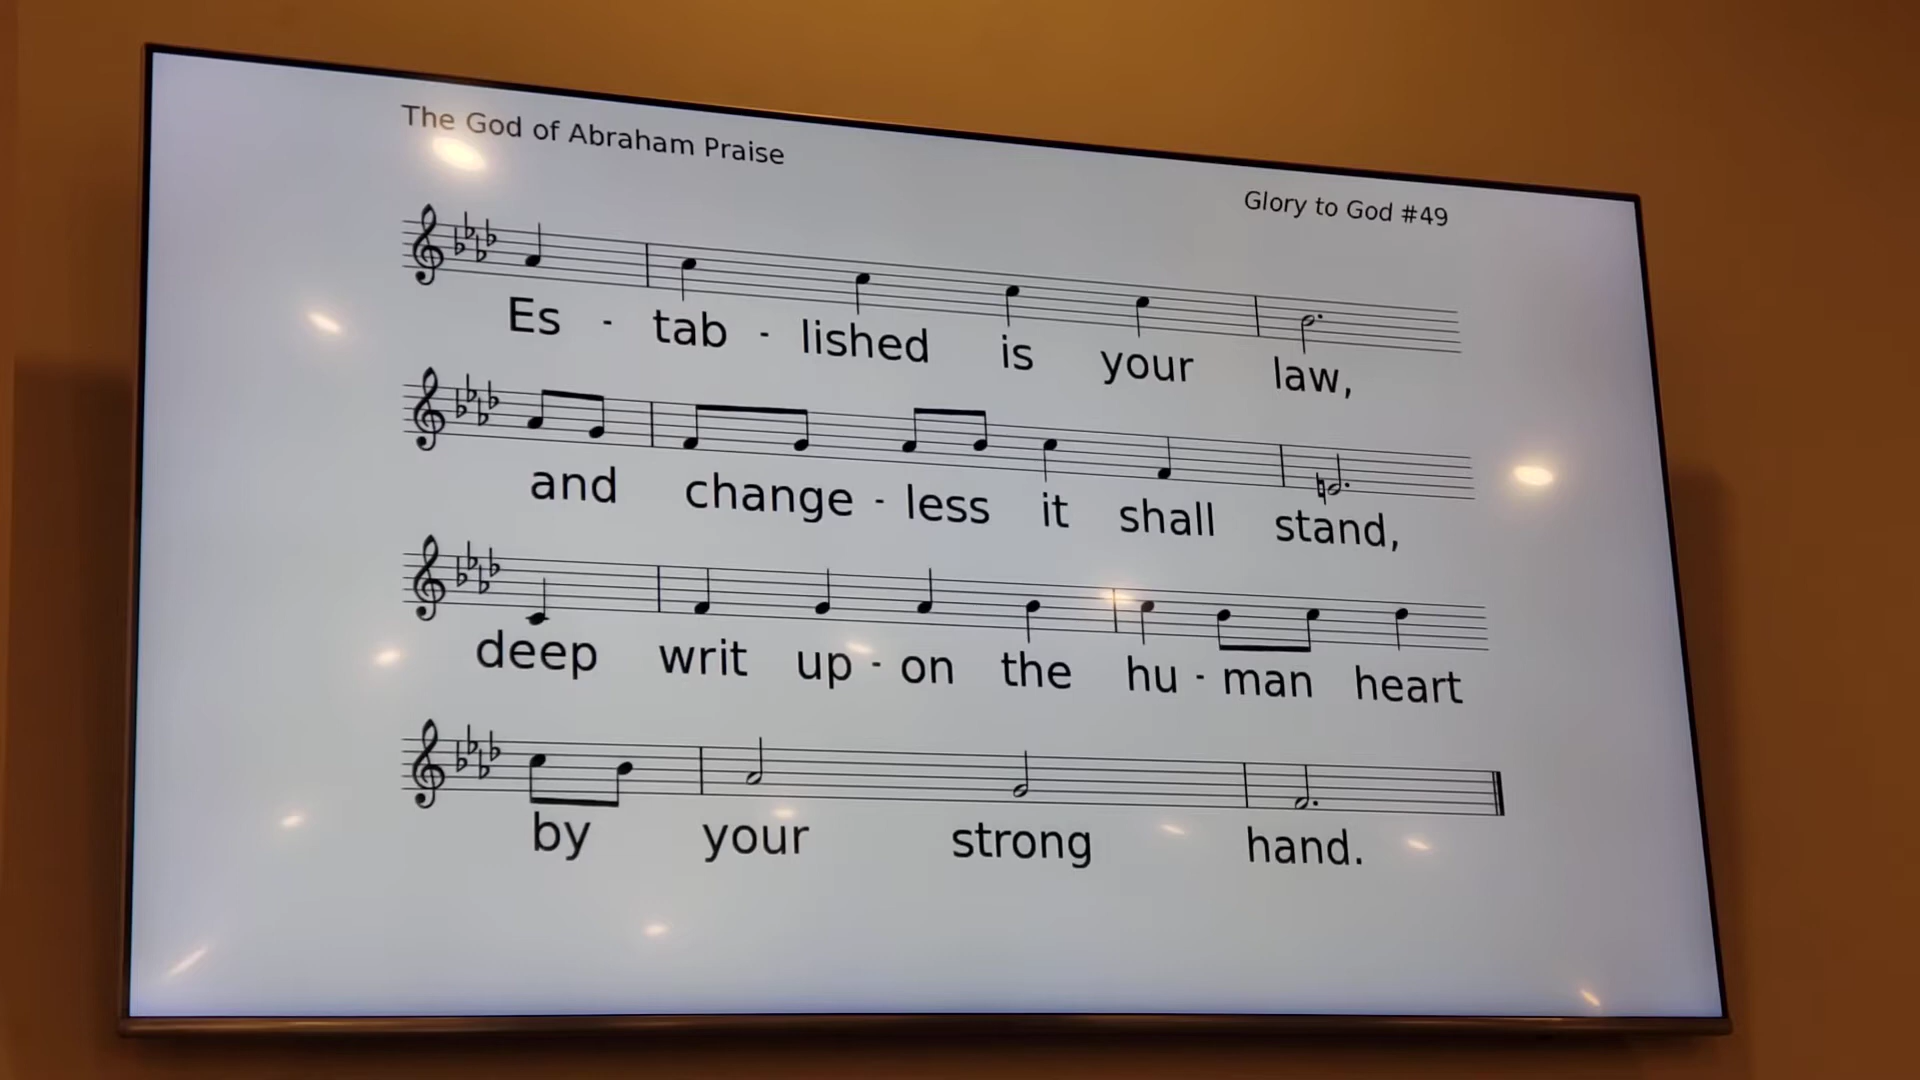 The God of Abraham Praise
Glory to God #49
Es - tab - lished is your law,
and change - less it shall stand,
deep writ up - on the hu - man heart
by your strong hand.